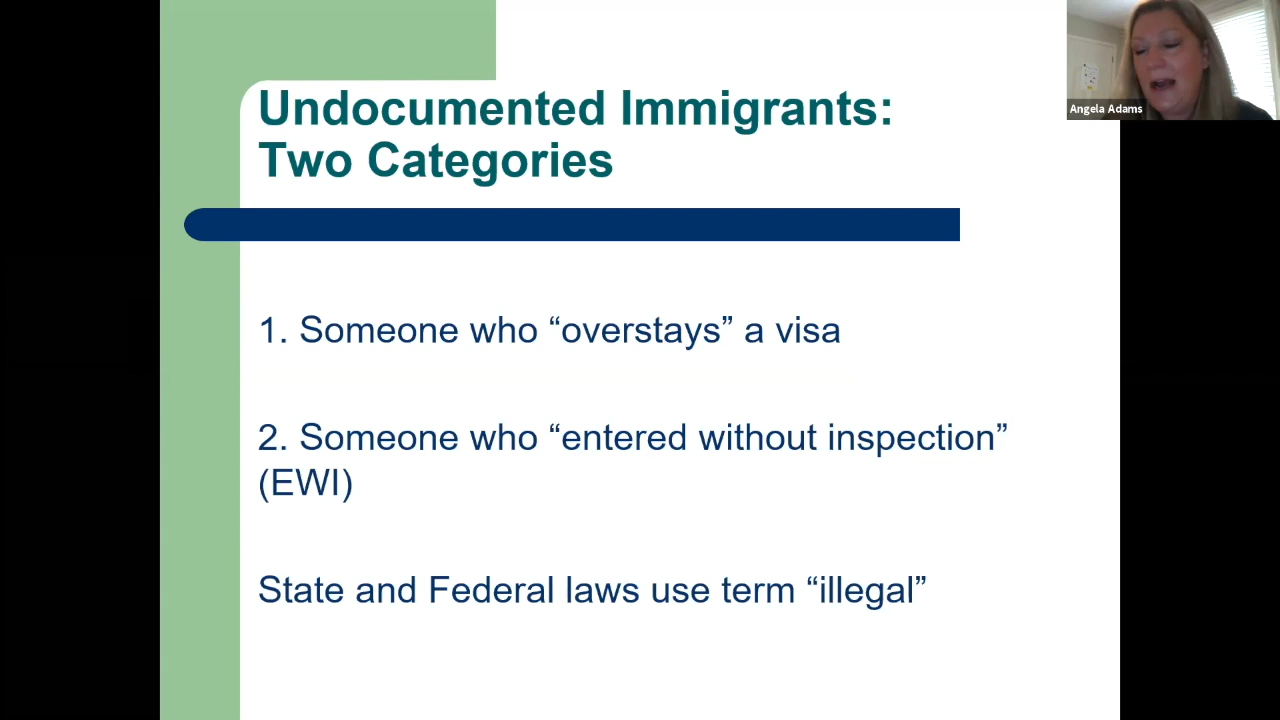 Undocumented Immigrants:
Two Categories
1. Someone who “overstays” a visa
2. Someone who “entered without inspection”
(EWI)
State and Federal laws use term “illegal”
Angela Adams